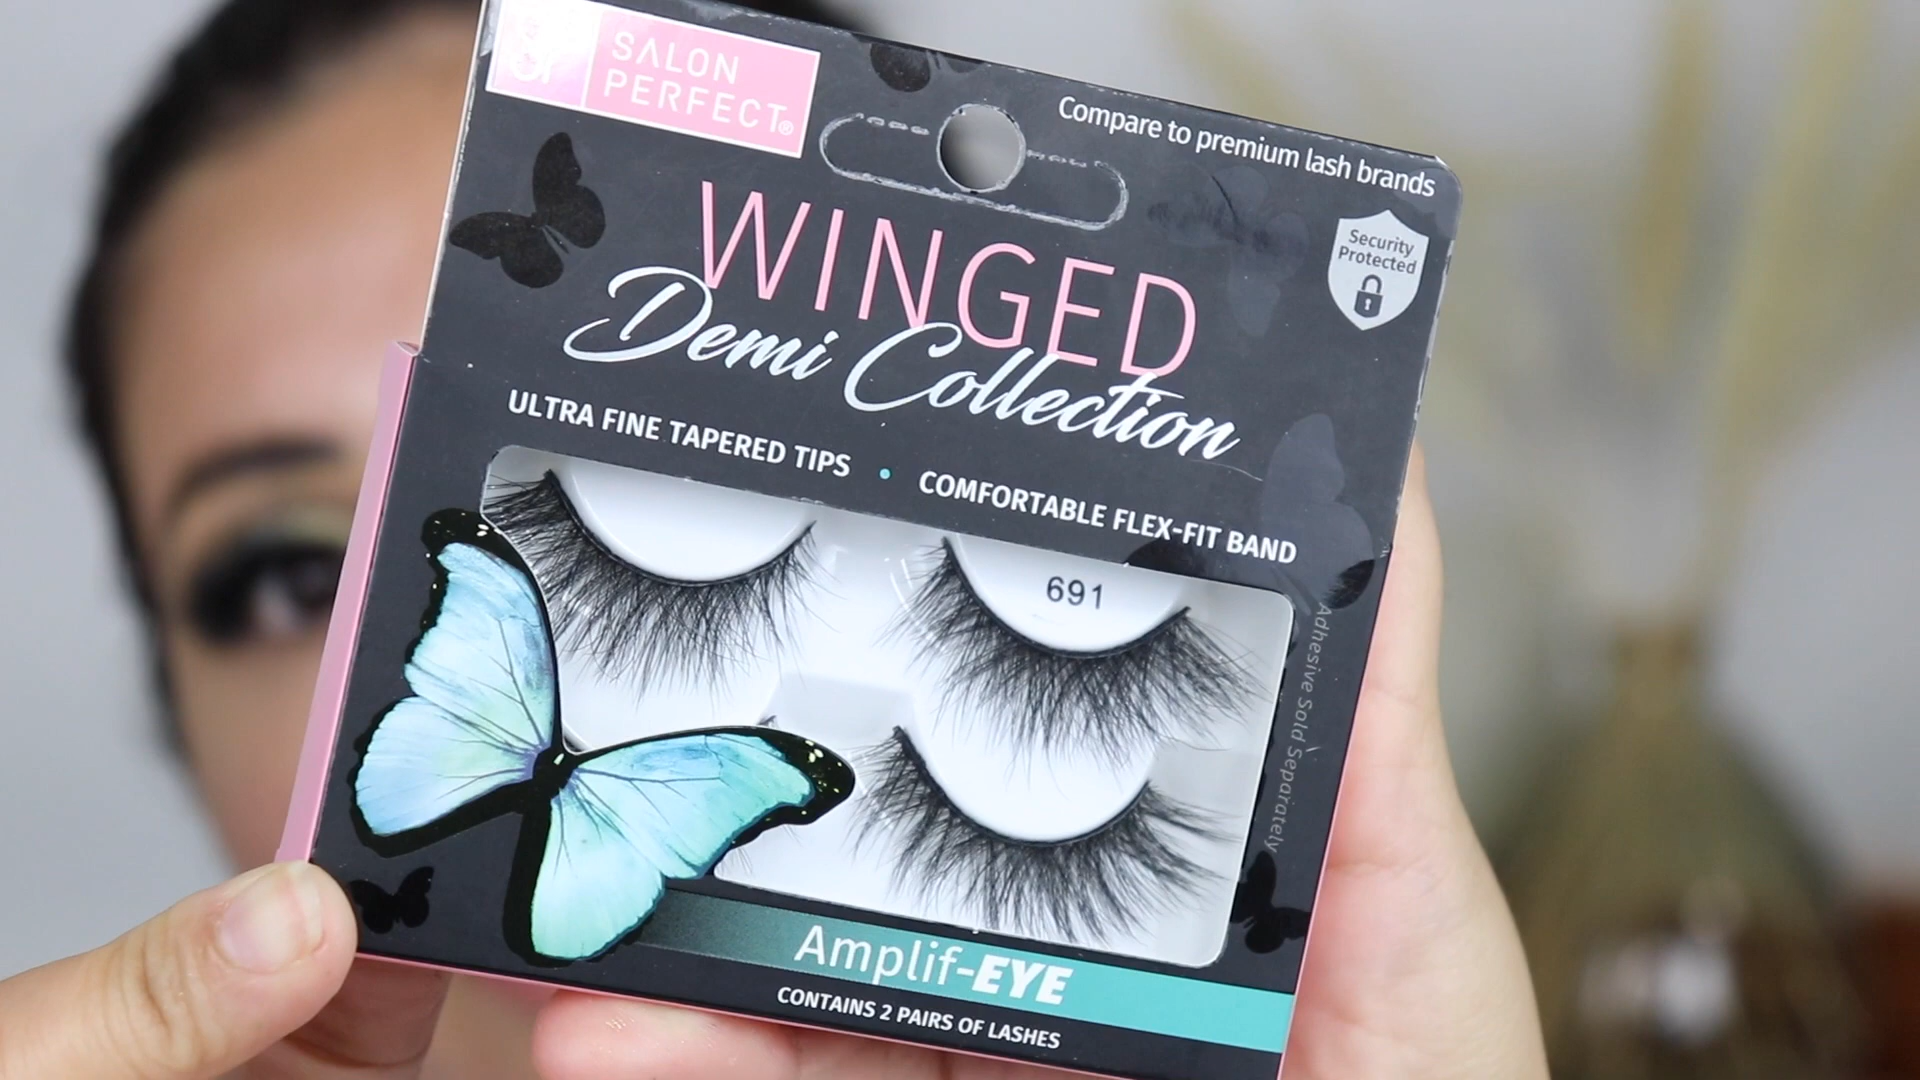 SALON
PERFECT®
Compare to premium lash brands
Security
Protected
WINGED
Demi Collection
ULTRA FINE TAPERED TIPS • COMFORTABLE FLEX-FIT BAND
691
Adhesive Sold Separately
Amplif-EYE
CONTAINS 2 PAIRS OF LASHES